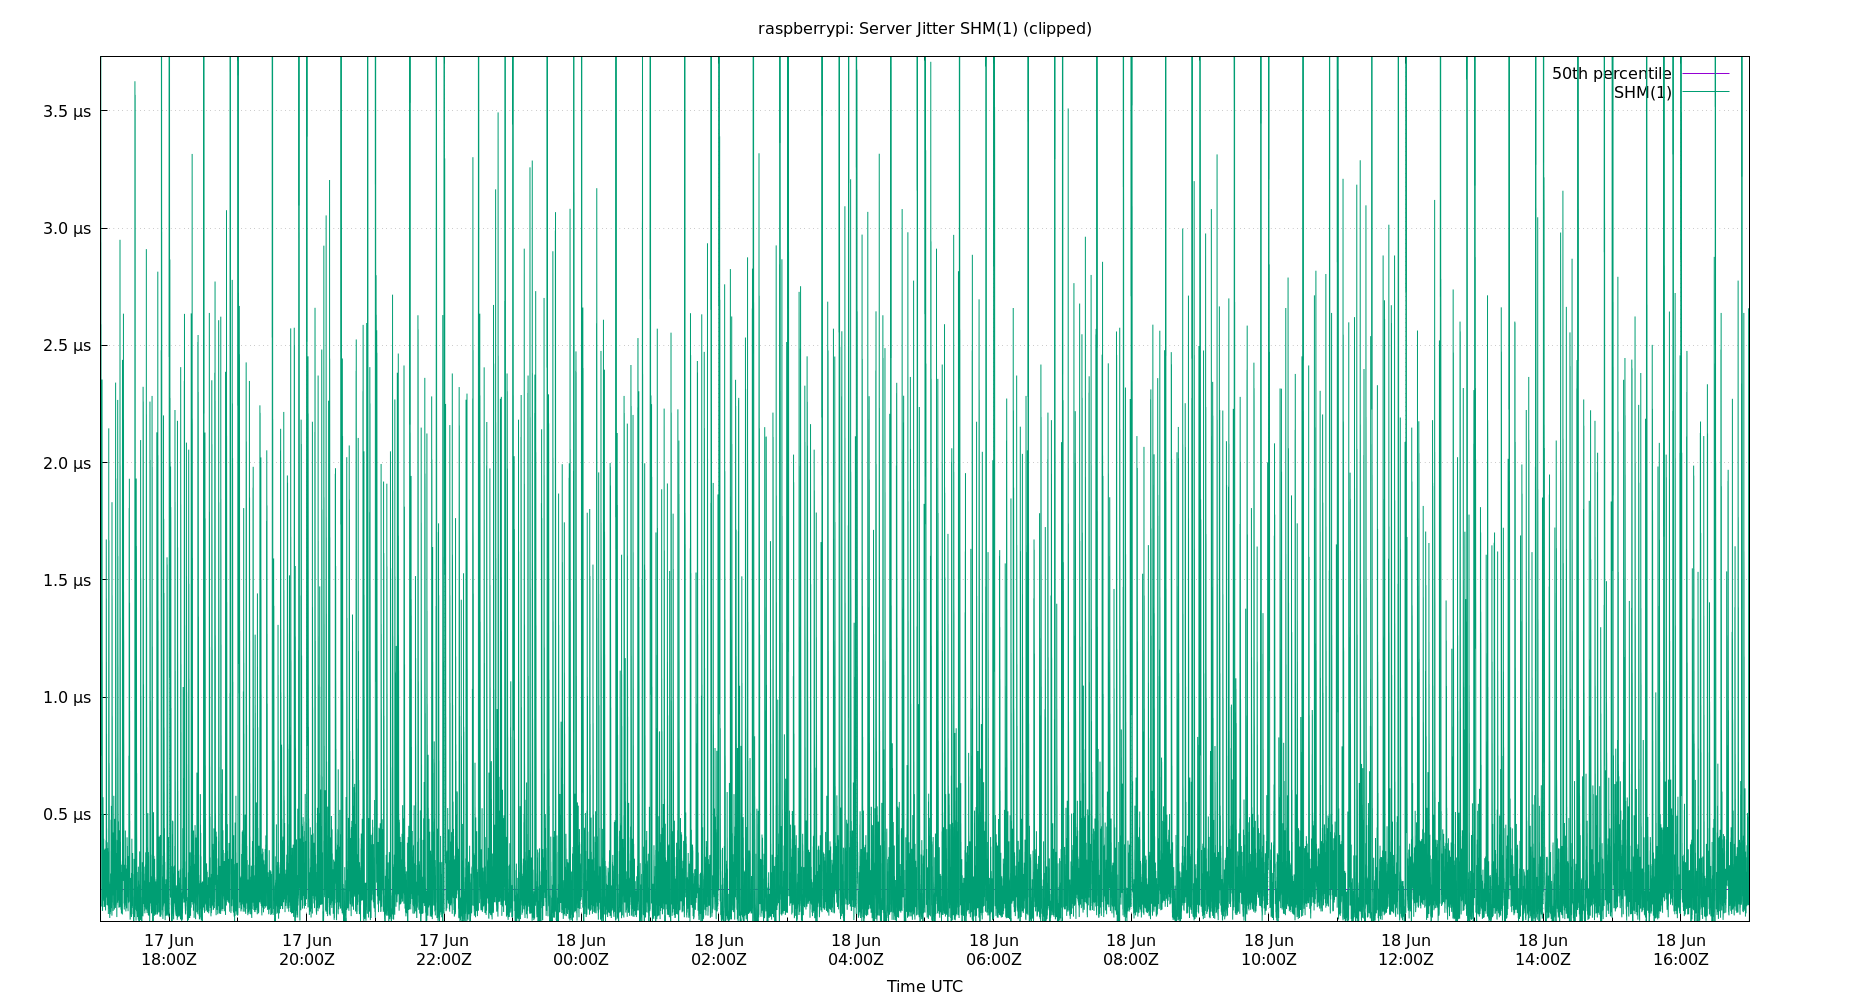 raspberrypi: Server Jitter SHM(1) (clipped)
50th percentile
SHM(1)
3.5 µs
3.0 µs
2.5 µs
2.0 µs
1.5 µs
1.0 µs
0.5 µs
17 Jun 17 Jun 17 Jun 18 Jun 18 Jun 18 Jun 18 Jun 18 Jun 18 Jun 18 Jun 18 Jun 18 Jun
18:00Z 20:00Z 22:00Z 00:00Z 02:00Z 04:00Z 06:00Z 08:00Z 10:00Z 12:00Z 14:00Z 16:00Z
Time UTC